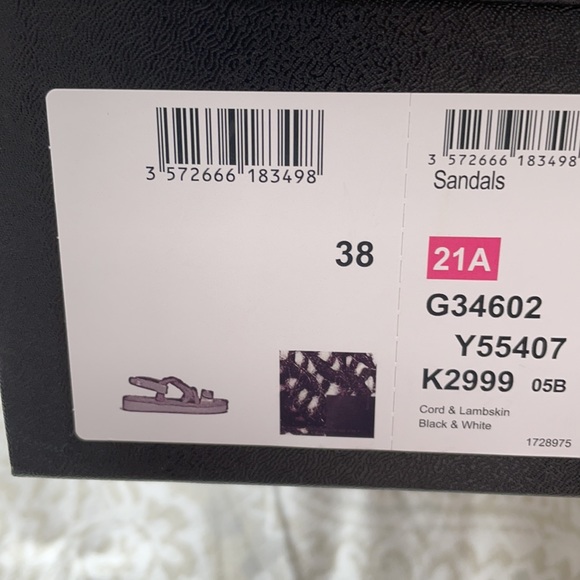 3 572666 183498
38
3 572666 183498
Sandals
21A
G34602
Y55407
K2999 05B
Cord & Lambskin
Black & White
1728975